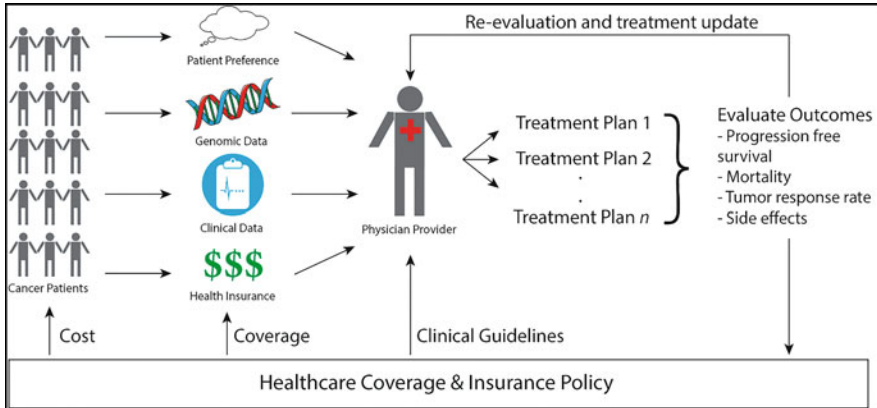 Re-evaluation and treatment update
Patient Preference
Genomic Data
Clinical Data
$$$
Health Insurance
Cancer Patients
Physician Provider
Treatment Plan 1
Treatment Plan 2
.
.
Treatment Plan n
Evaluate Outcomes
- Progression free
survival
- Mortality
- Tumor response rate
- Side effects
Cost
Coverage
Clinical Guidelines
Healthcare Coverage & Insurance Policy